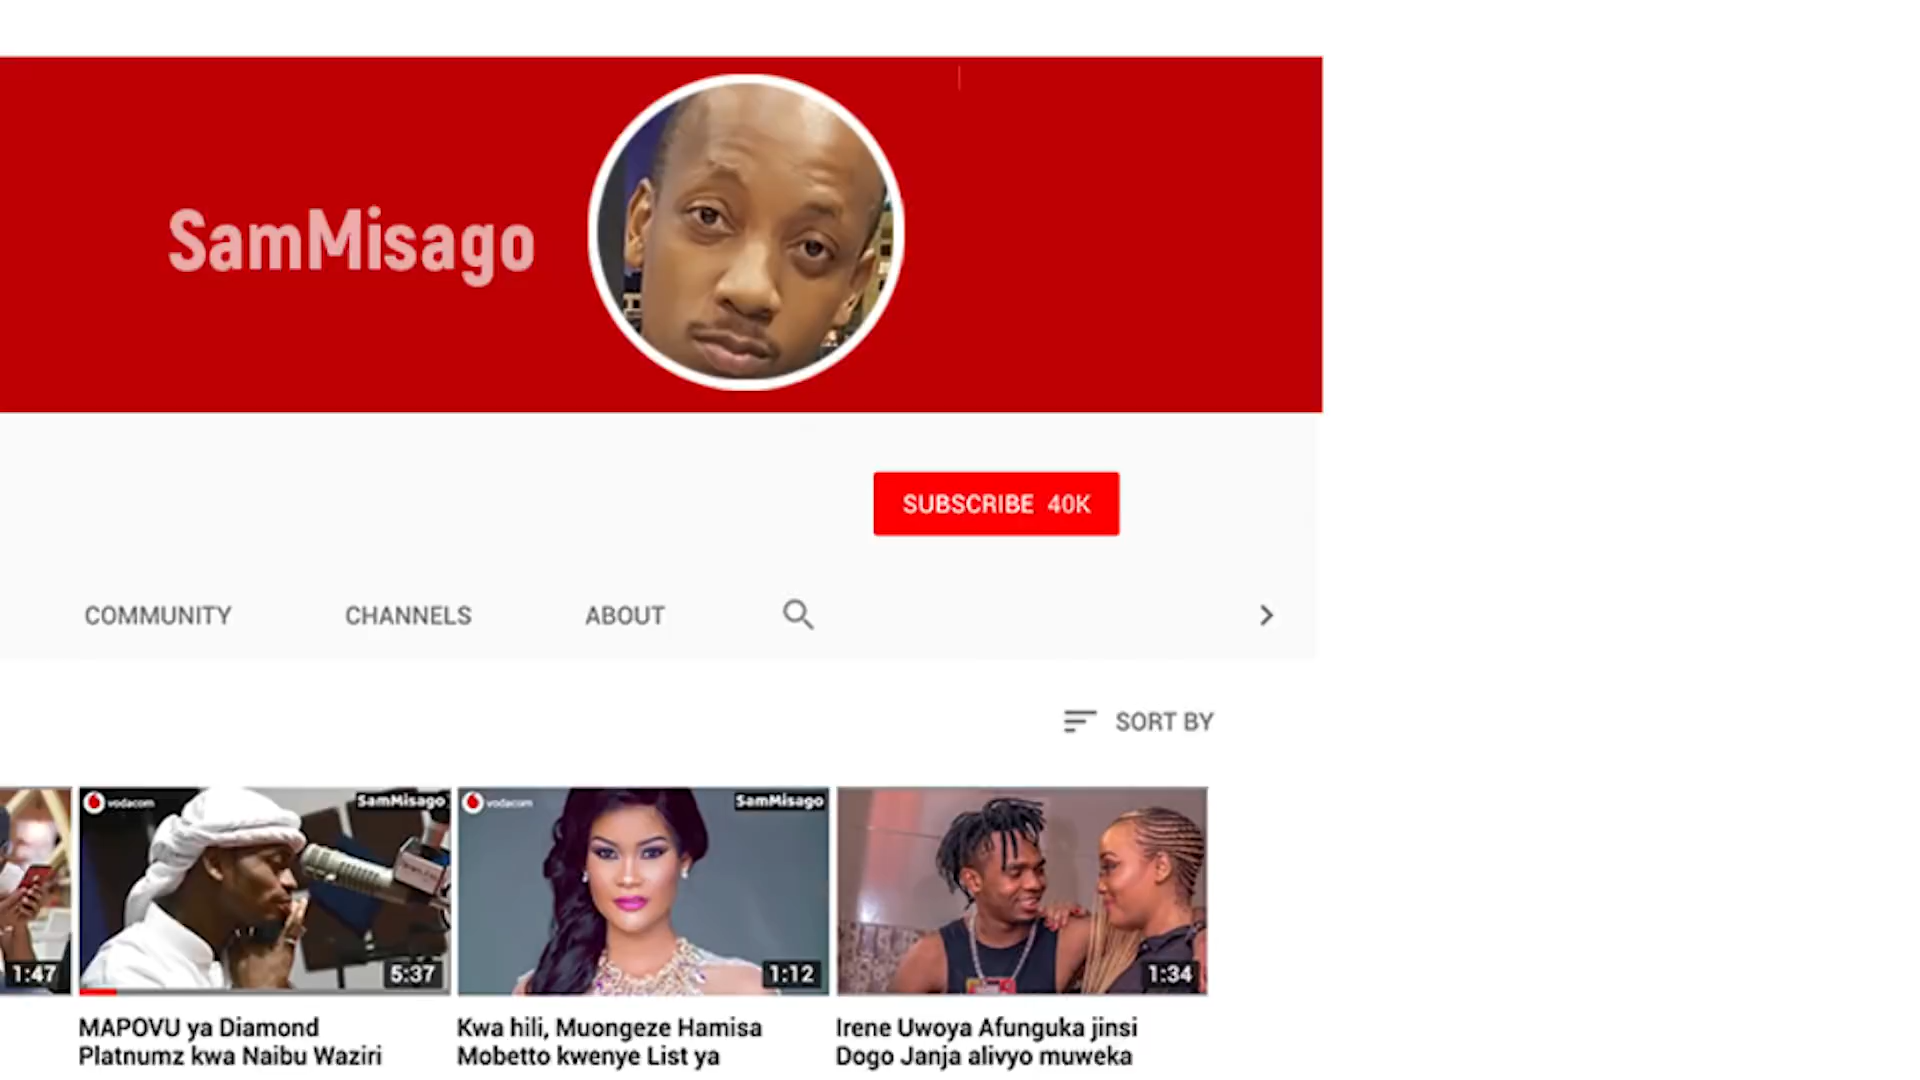 SamMisago
SUBSCRIBE 40K
COMMUNITY CHANNELS ABOUT
SORT BY
vodacom SamMisago
vodacom SamMisago
1:47
5:37
1:12
1:34
MAPOVU ya Diamond
Platnumz kwa Naibu Waziri
Kwa hili, Muongeze Hamisa
Mobetto kwenye List ya
Irene Uwoya Afunguka jinsi
Dogo Janja alivyo muweka